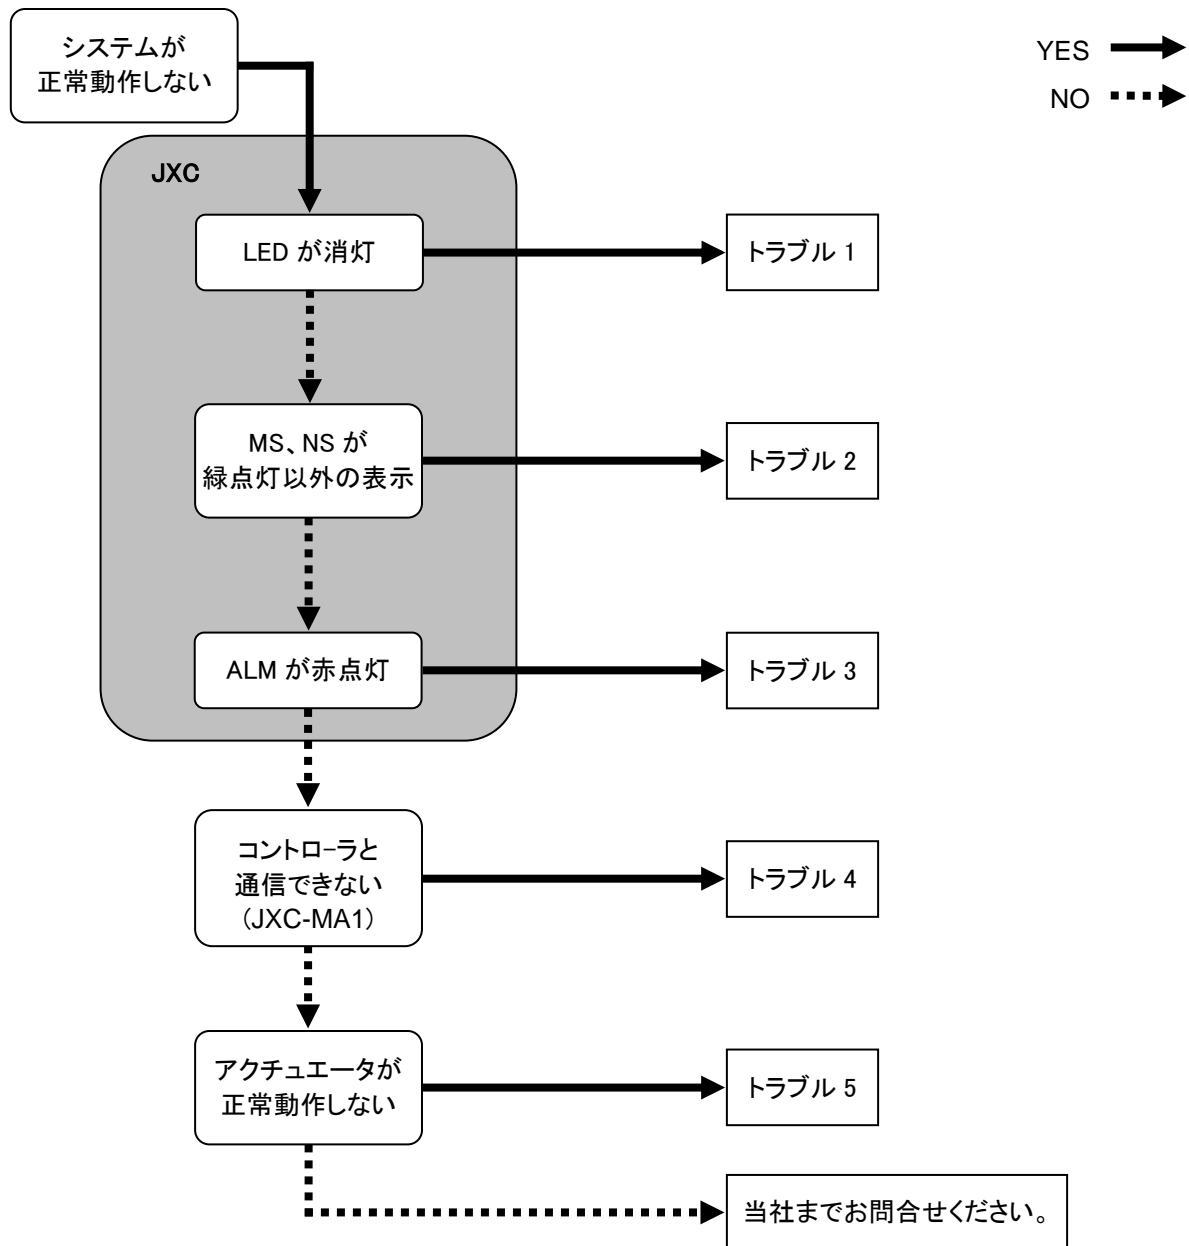 システムが
正常動作しない
YES
NO
JXC
LED が消灯
トラブル 1
MS、NS が
緑点灯以外の表示
トラブル 2
ALM が赤点灯
トラブル 3
コントローラと
通信できない
(JXC-MA1)
トラブル 4
アクチュエータが
正常動作しない
トラブル 5
当社までお問合せください。